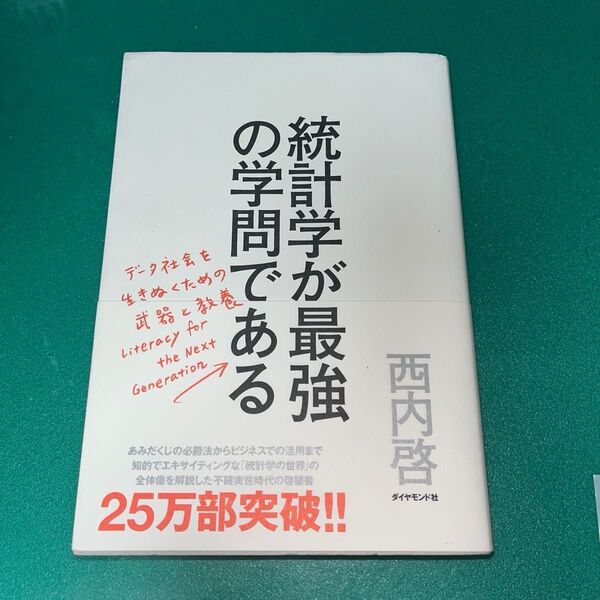 統計学が最強
の学問である
データ社会を
生きぬくための
武器と教養
Literacy for
the Next
Generation
西内啓
ダイヤモンド社
あみだくじの必勝法からビジネスでの活用まで
知的でエキサイティングな「統計学の世界」の
全体像を解説した不確実性時代の啓蒙書
25万部突破!!